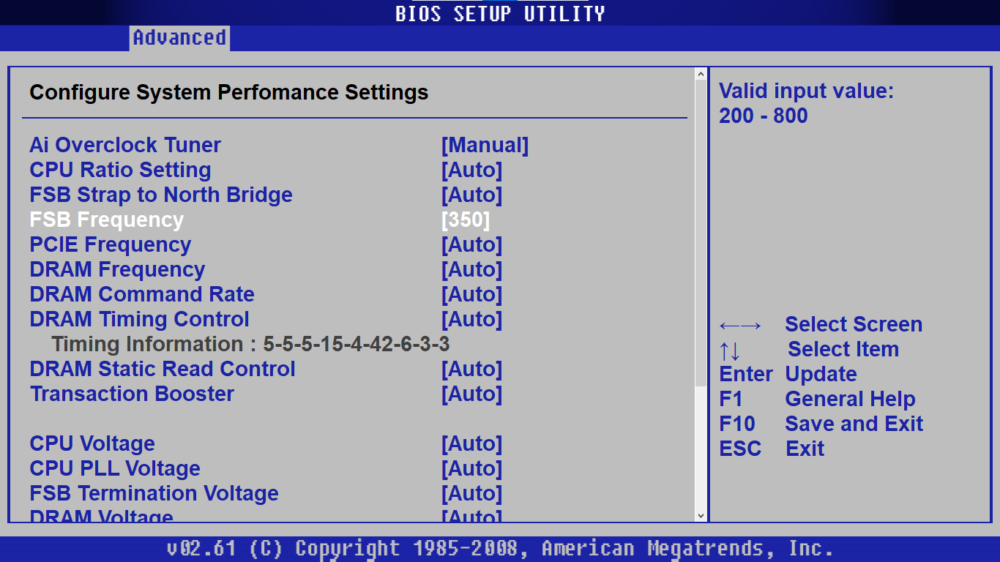 BIOS SETUP UTILITY
Advanced
Configure System Perfomance Settings
Ai Overclock Tuner [Manual]
CPU Ratio Setting [Auto]
FSB Strap to North Bridge [Auto]
FSB Frequency [350]
PCIE Frequency [Auto]
DRAM Frequency [Auto]
DRAM Command Rate [Auto]
DRAM Timing Control [Auto]
Timing Information : 5-5-5-15-4-42-6-3-3
DRAM Static Read Control [Auto]
Transaction Booster [Auto]
CPU Voltage [Auto]
CPU PLL Voltage [Auto]
FSB Termination Voltage [Auto]
DRAM Voltage [Auto]
Valid input value:
200 - 800
←→ Select Screen
↑↓ Select Item
Enter Update
F1 General Help
F10 Save and Exit
ESC Exit
v02.61 (C) Copyright 1985-2008, American Megatrends, Inc.